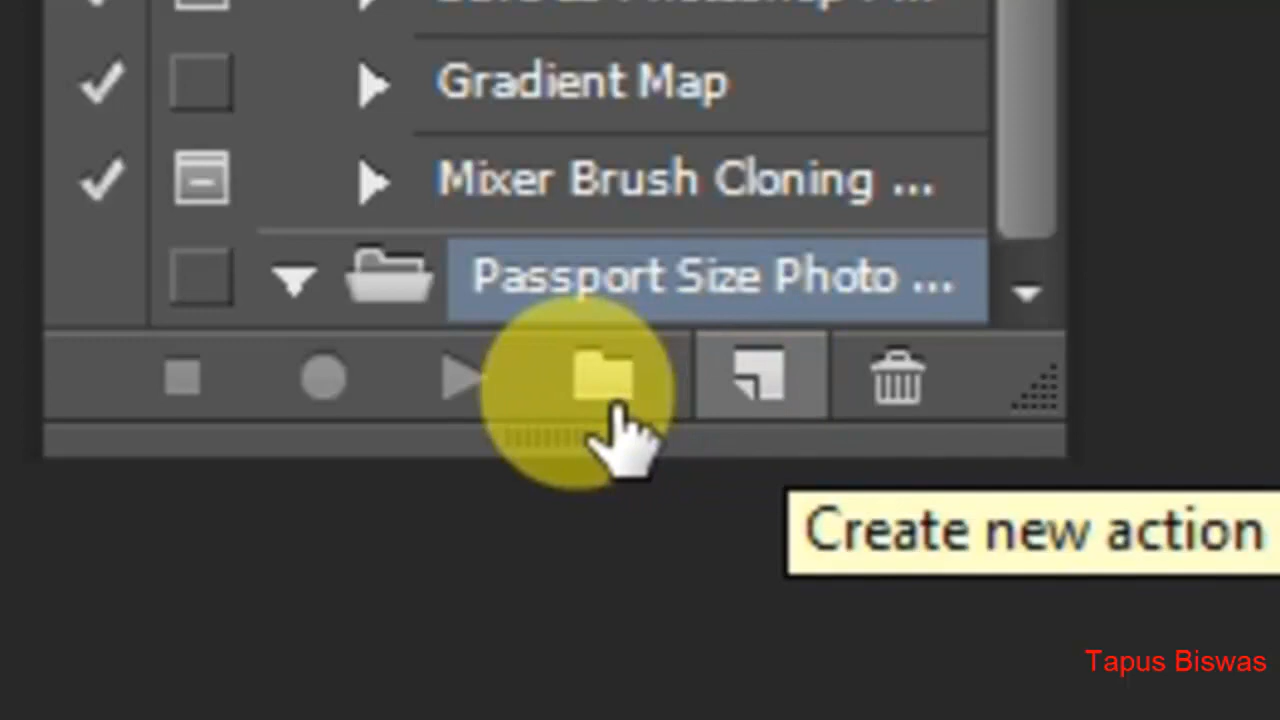 Gradient Map
Mixer Brush Cloning ...
Passport Size Photo ...
Create new action
Tapus Biswas